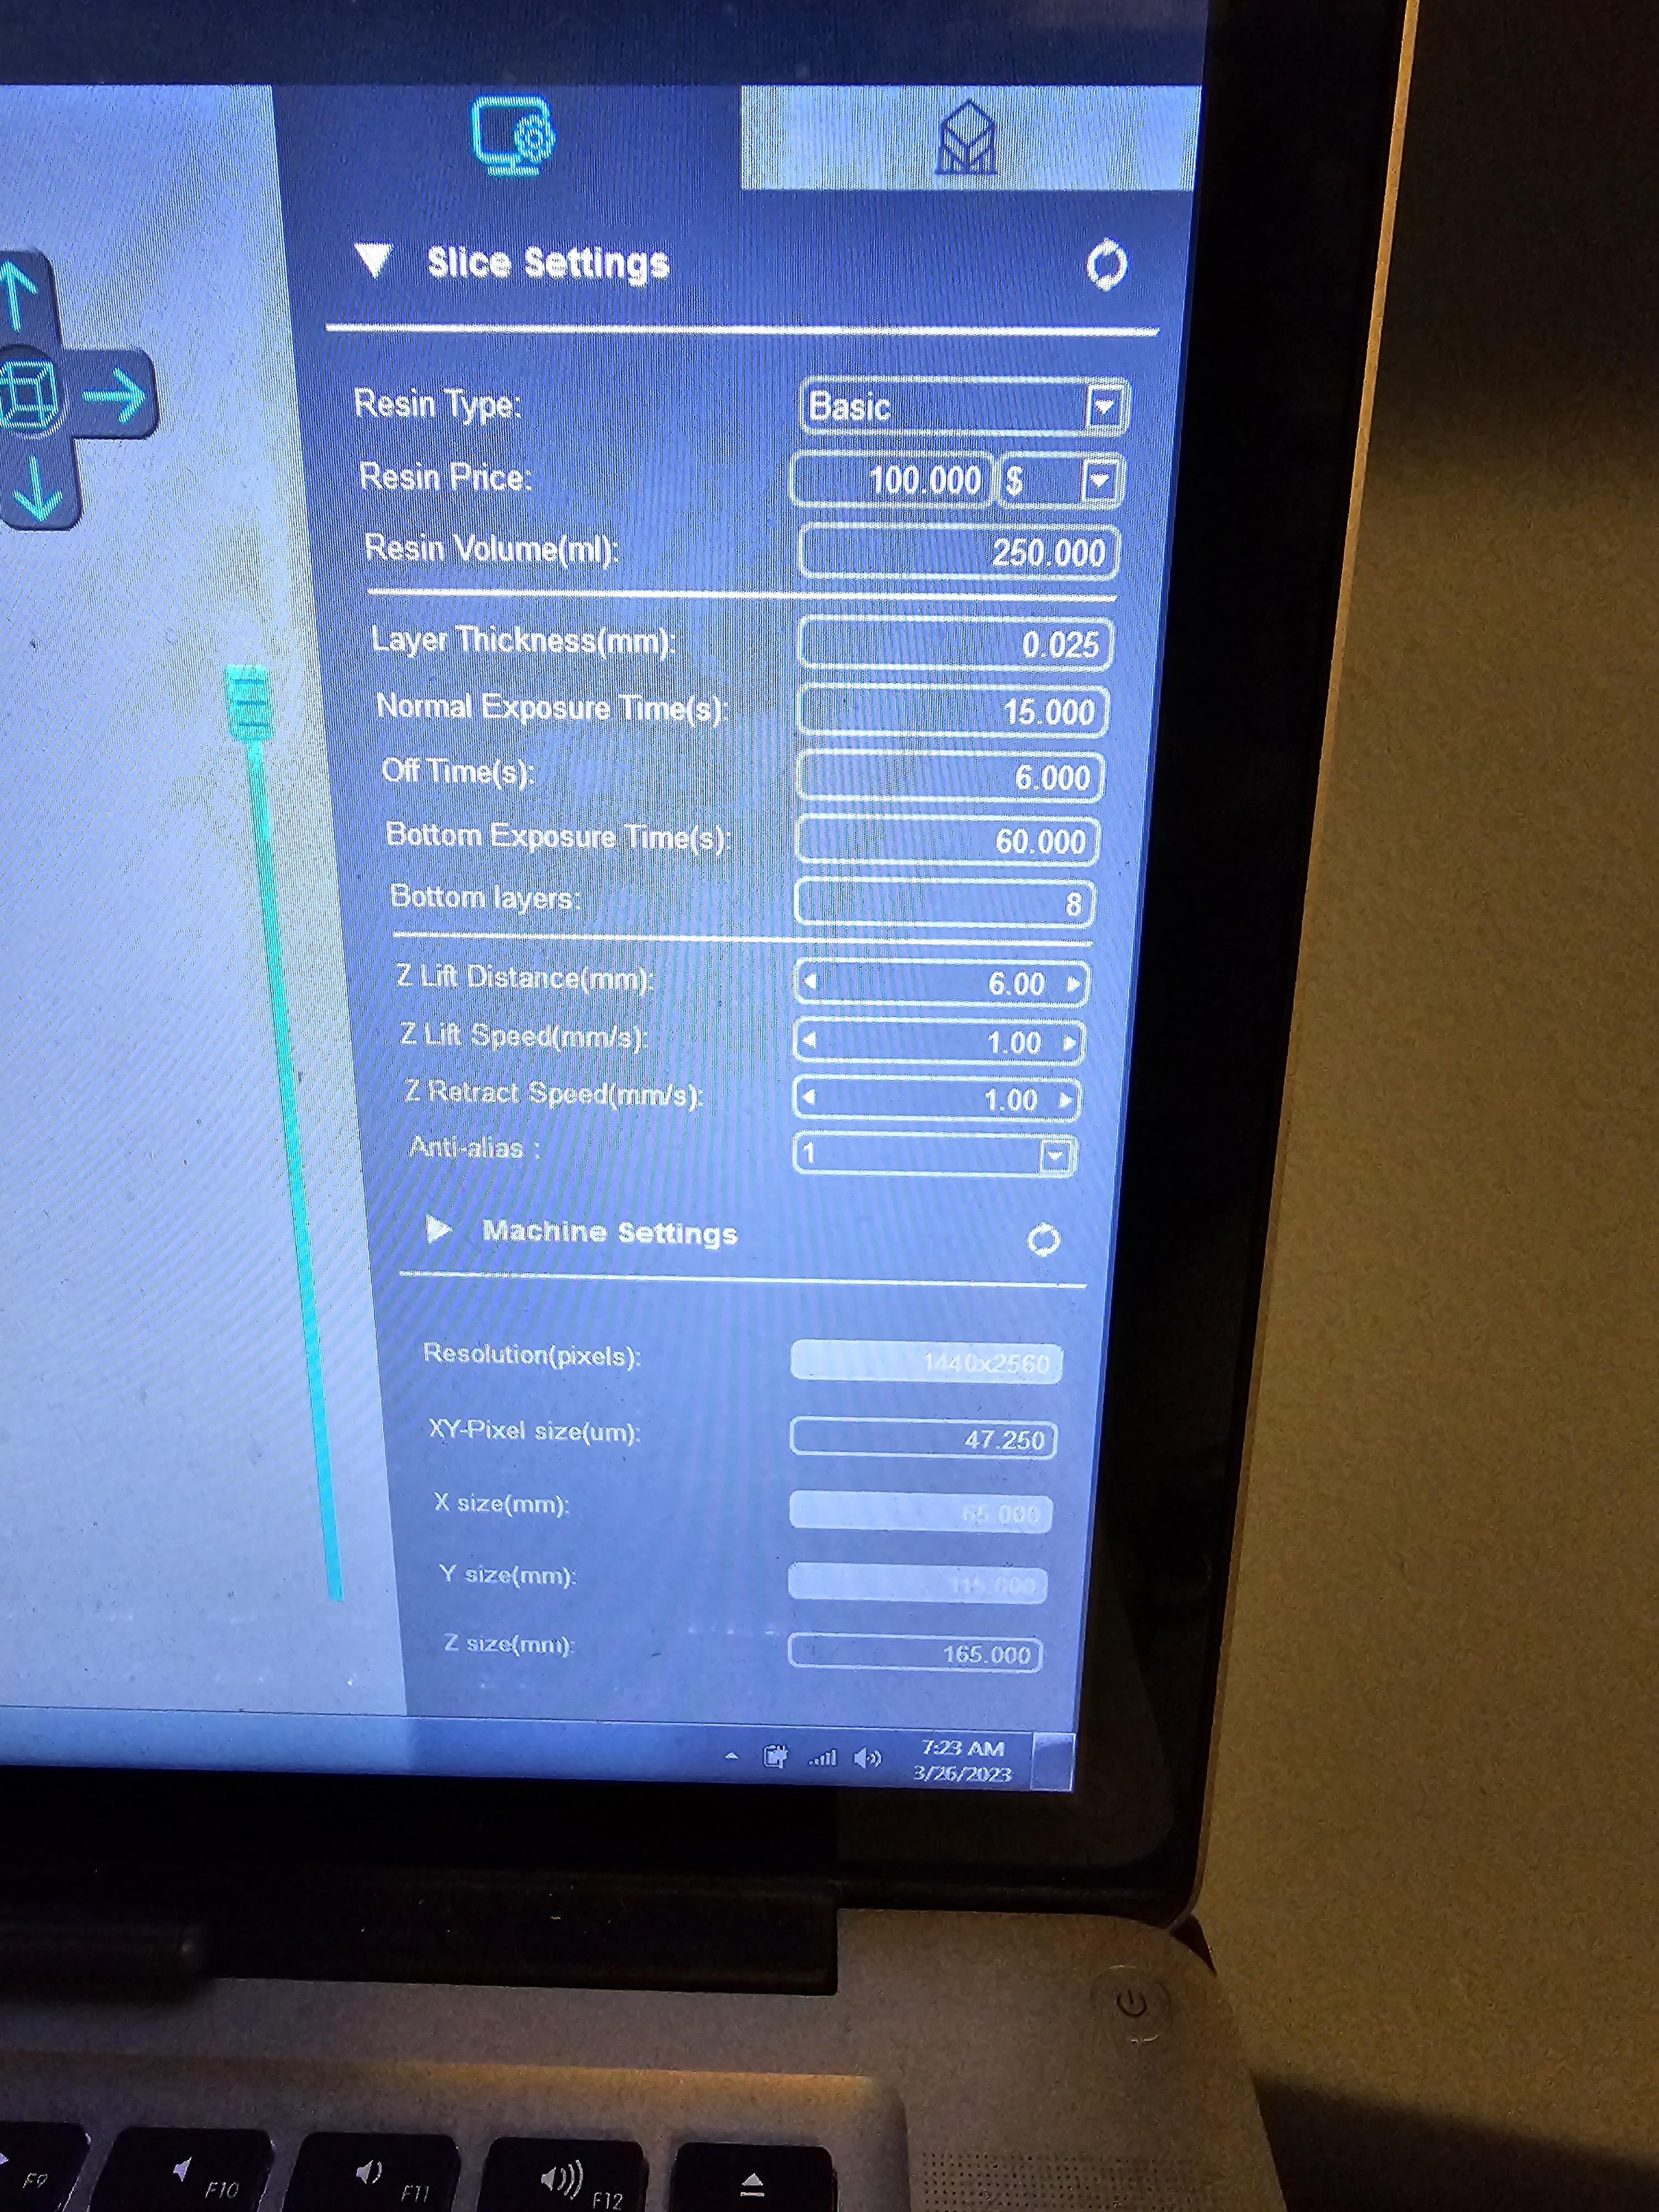 Slice Settings
Resin Type: Basic
Resin Price: 100.000 $
Resin Volume(ml): 250.000
Layer Thickness(mm): 0.025
Normal Exposure Time(s): 15.000
Off Time(s): 6.000
Bottom Exposure Time(s): 60.000
Bottom layers: 8
Z Lift Distance(mm): 6.00
Z Lift Speed(mm/s): 1.00
Z Retract Speed(mm/s): 1.00
Anti-alias : 1
Machine Settings
Resolution(pixels): 1440x2560
XY-Pixel size(um): 47.250
X size(mm): 65.000
Y size(mm): 115.000
Z size(mm): 165.000
7:23 AM
3/26/2023
F9 F10 F11 F12